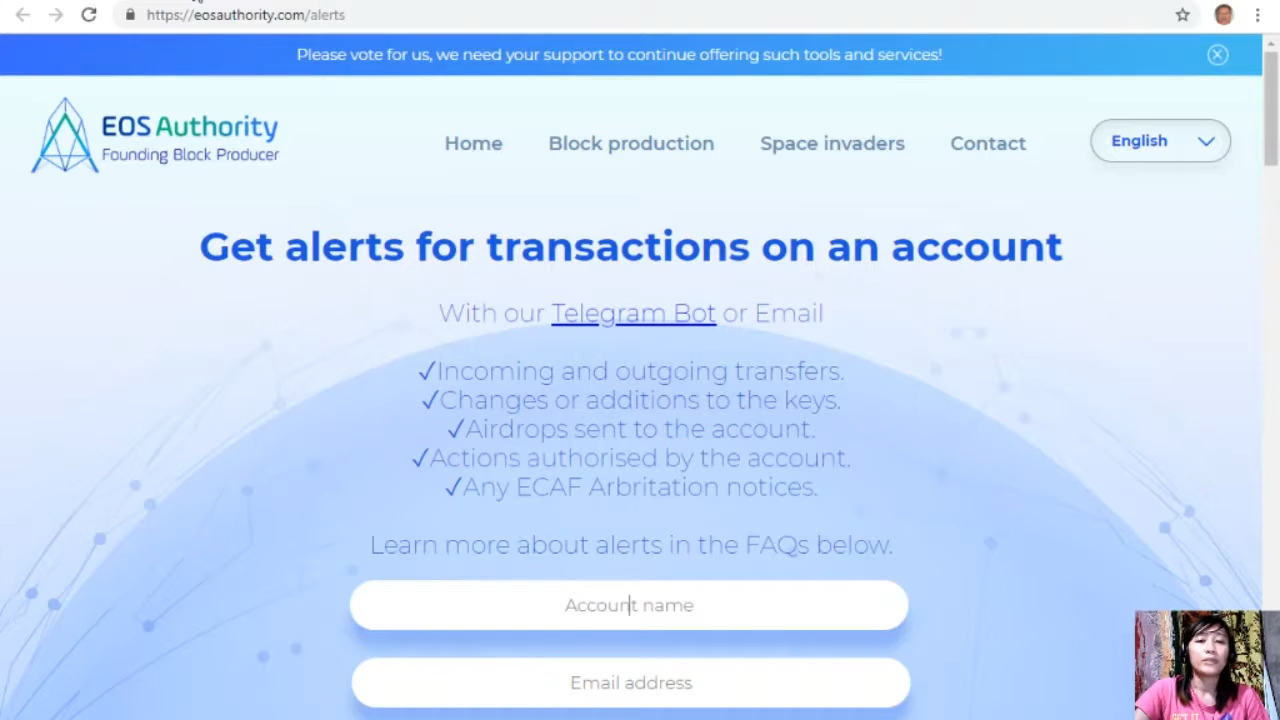 https://eosauthority.com/alerts
Please vote for us, we need your support to continue offering such tools and services!
EOS Authority
Founding Block Producer
Home
Block production
Space invaders
Contact
English
Get alerts for transactions on an account
With our Telegram Bot or Email
✓Incoming and outgoing transfers.
✓Changes or additions to the keys.
✓Airdrops sent to the account.
✓Actions authorised by the account.
✓Any ECAF Arbritation notices.
Learn more about alerts in the FAQs below.
Account name
Email address